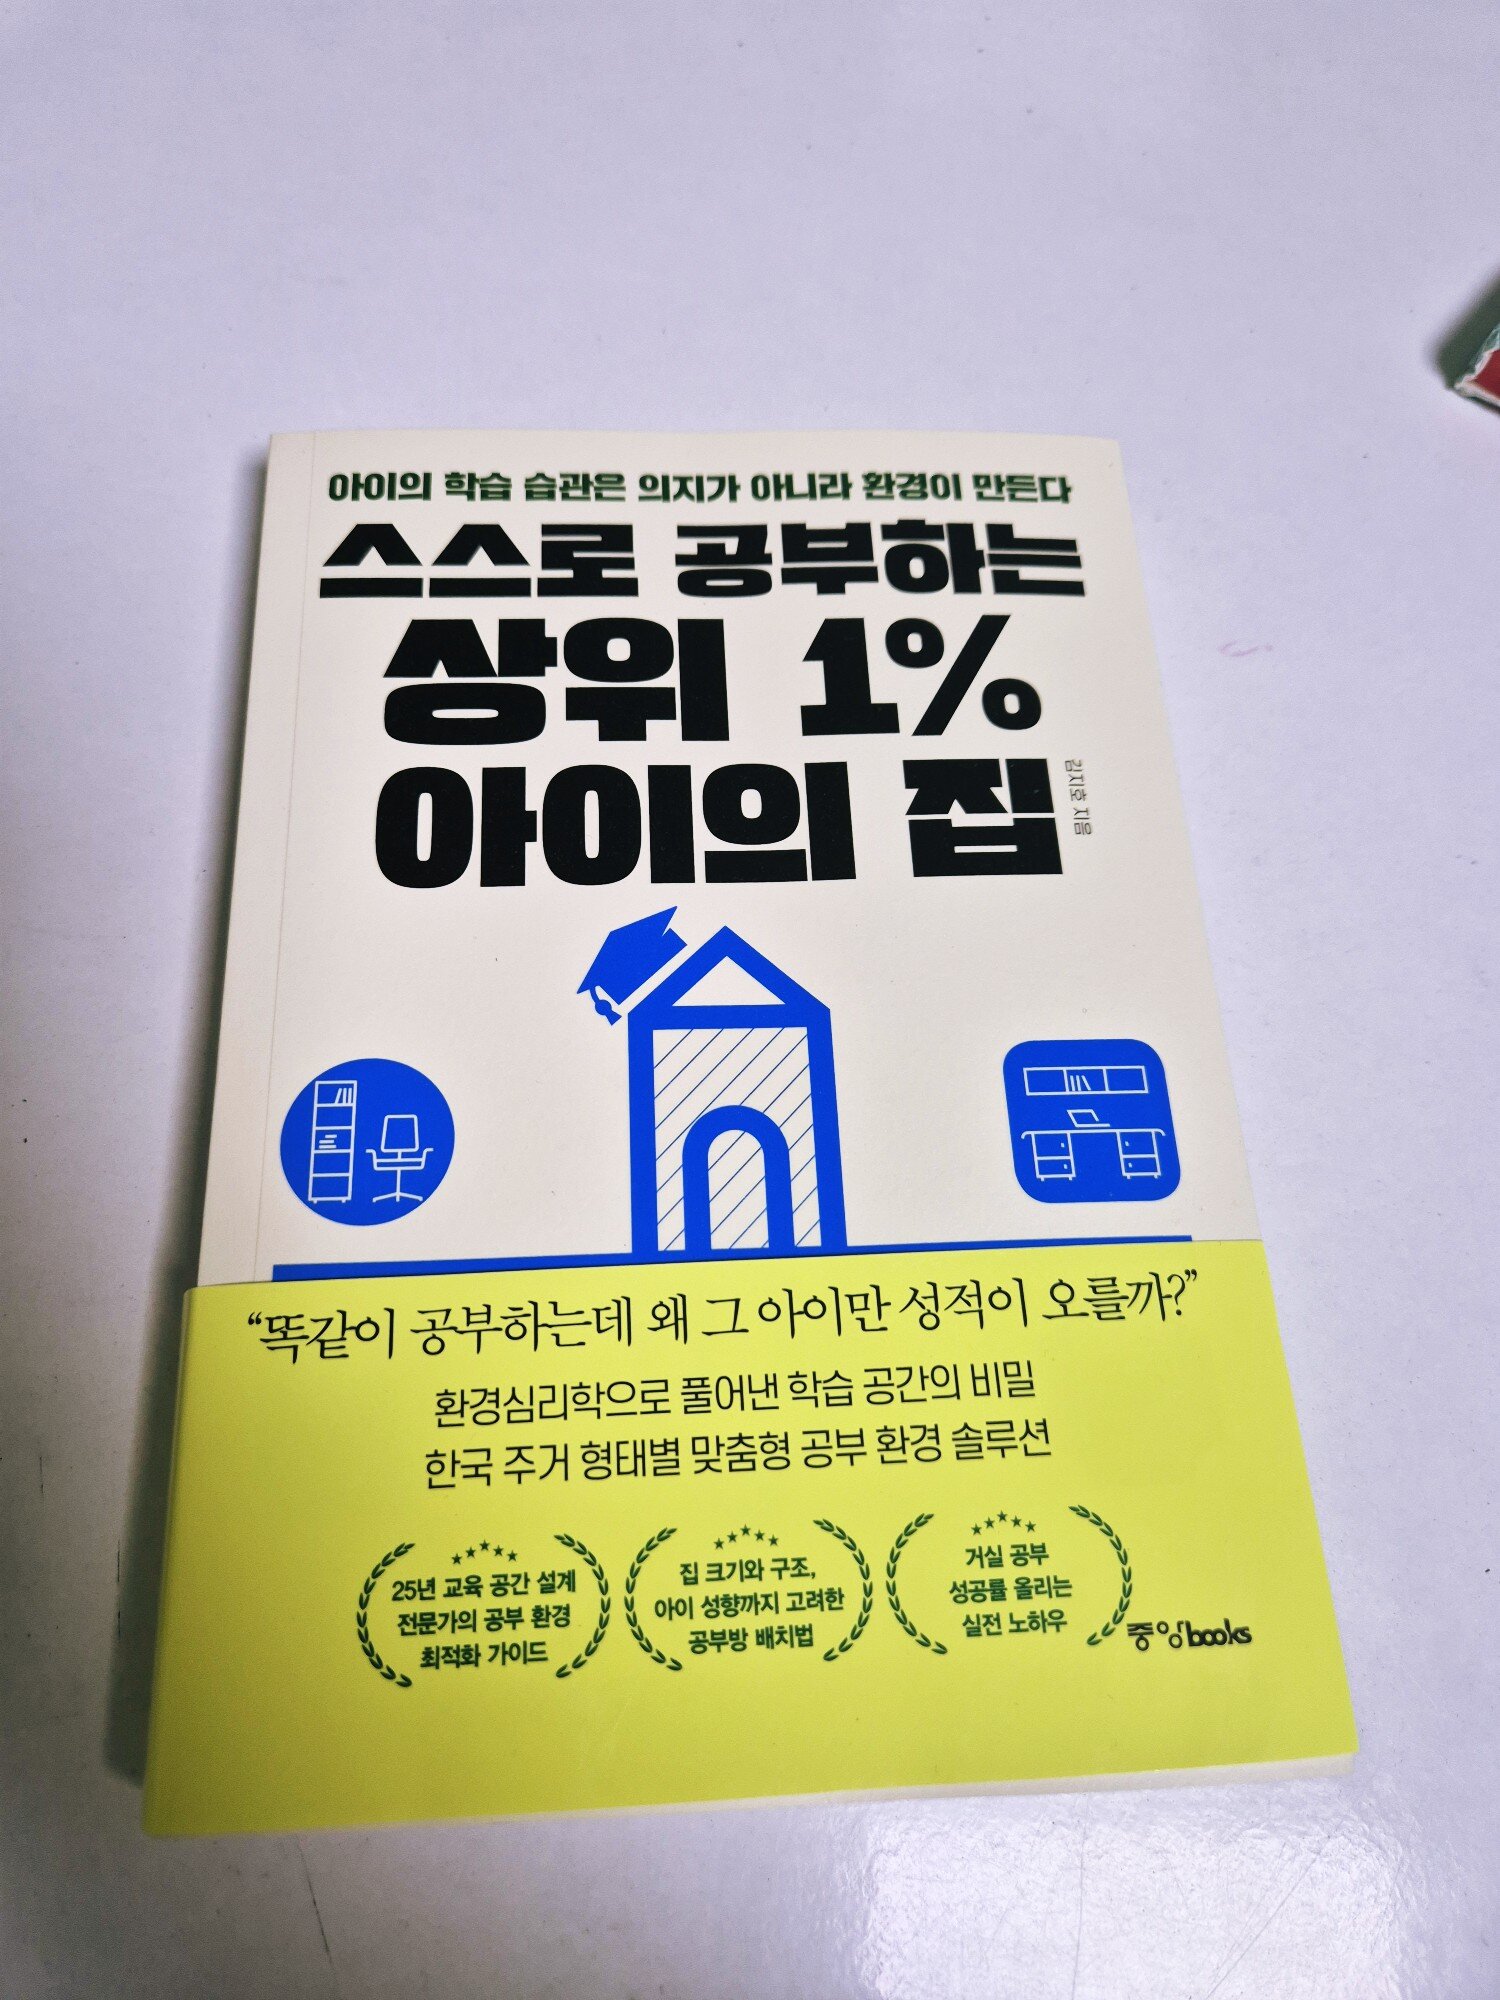 아이의 학습 습관은 의지가 아니라 환경이 만든다
스스로 공부하는
상위 1%
아이의 집
김지호 지음
“똑같이 공부하는데 왜 그 아이만 성적이 오를까?”
환경심리학으로 풀어낸 학습 공간의 비밀
한국 주거 형태별 맞춤형 공부 환경 솔루션
25년 교육 공간 설계
전문가의 공부 환경
최적화 가이드
집 크기와 구조,
아이 성향까지 고려한
공부방 배치법
거실 공부
성공률 올리는
실전 노하우
중앙books